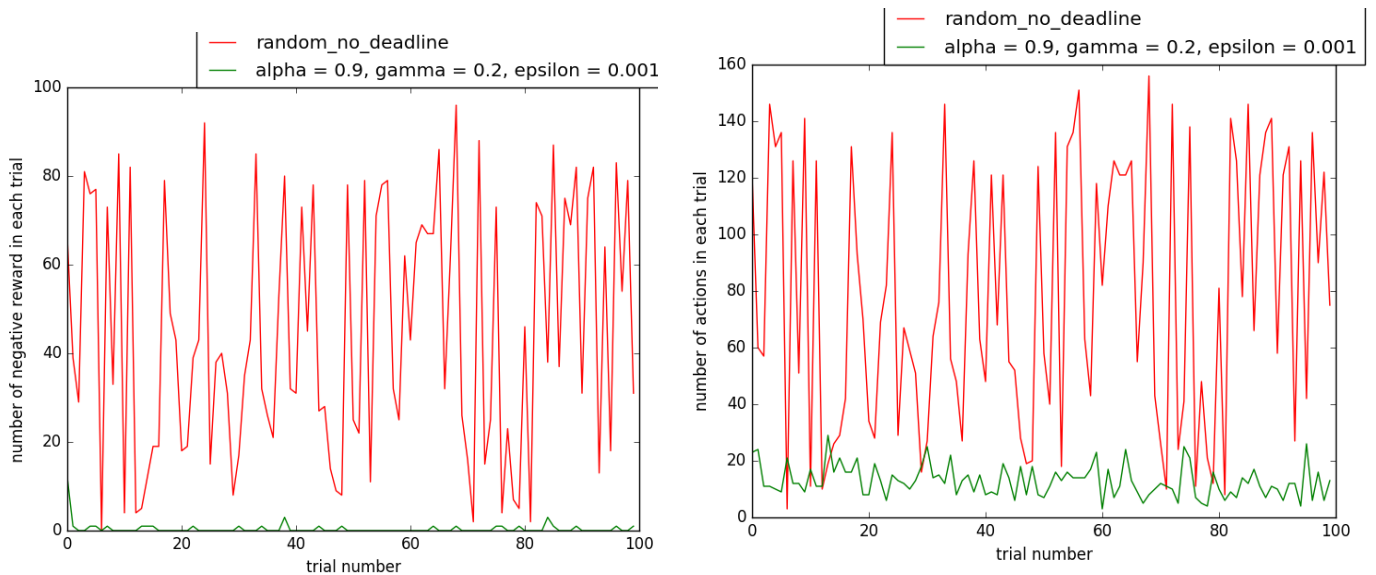 random_no_deadline
alpha = 0.9, gamma = 0.2, epsilon = 0.001
100
80
60
40
20
0
0 20 40 60 80 100
number of negative reward in each trial
trial number
random_no_deadline
alpha = 0.9, gamma = 0.2, epsilon = 0.001
160
140
120
100
80
60
40
20
0
0 20 40 60 80 100
number of actions in each trial
trial number